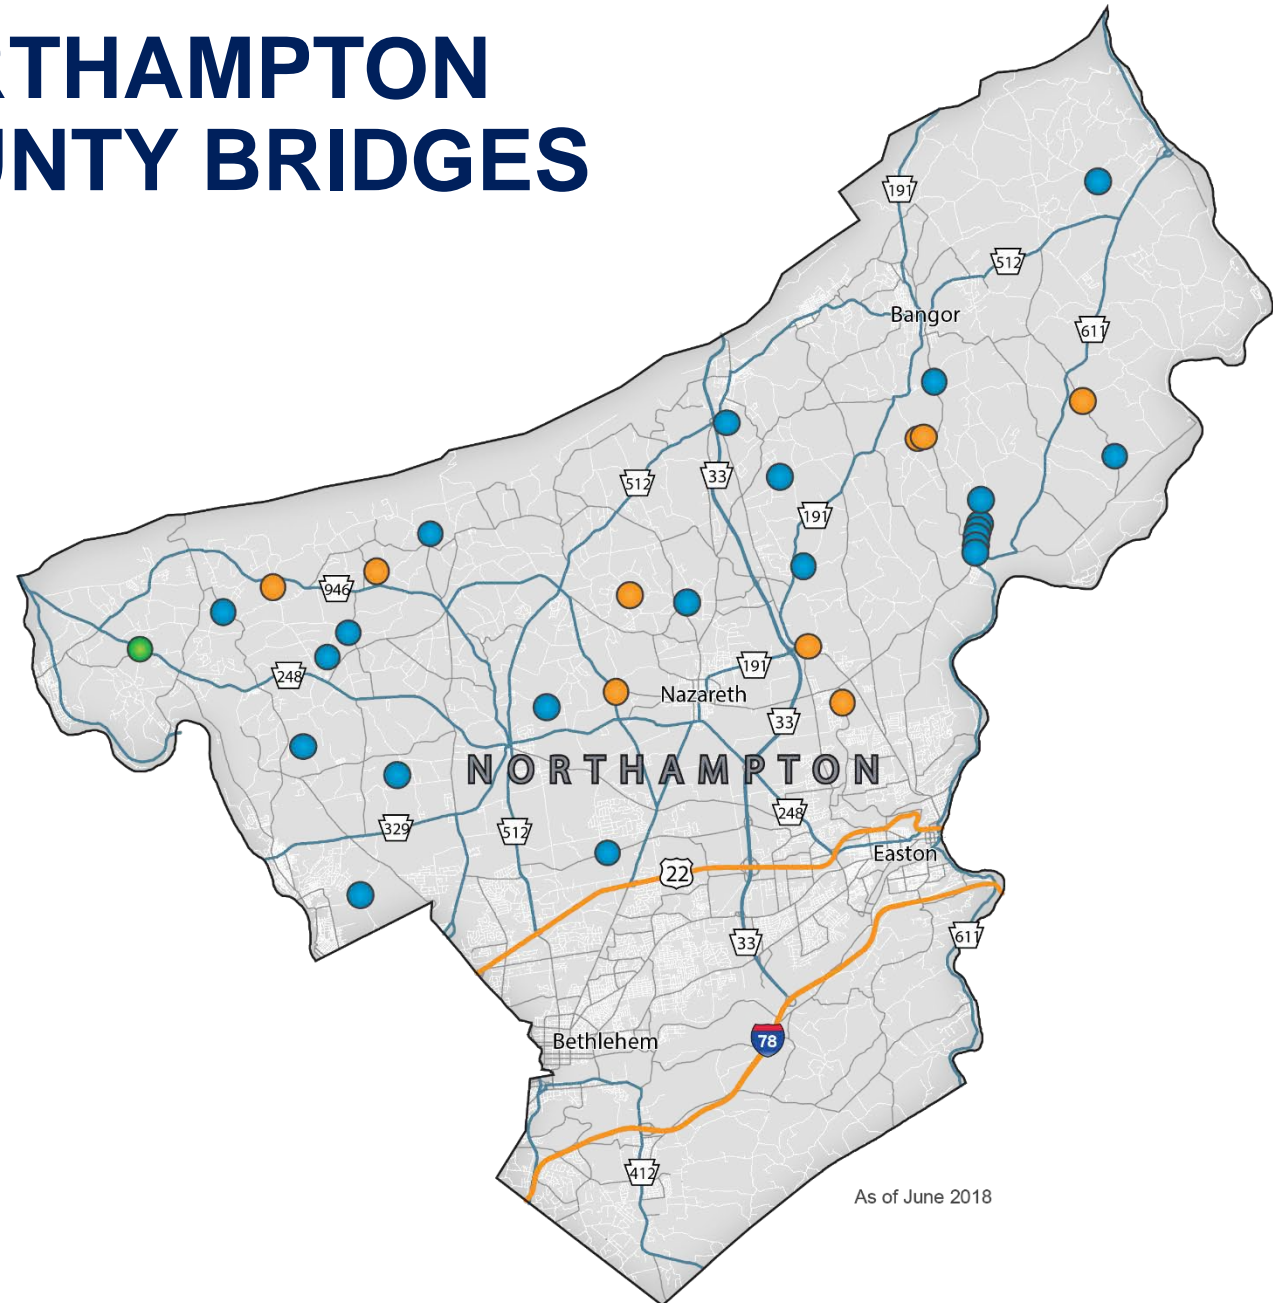 RTHAMPTON
UNTY BRIDGES
191
512
Bangor
611
512
33
191
946
248
191
Nazareth
33
NORTHAMPTON
248
329
512
Easton
22
33
611
Bethlehem
78
412
As of June 2018